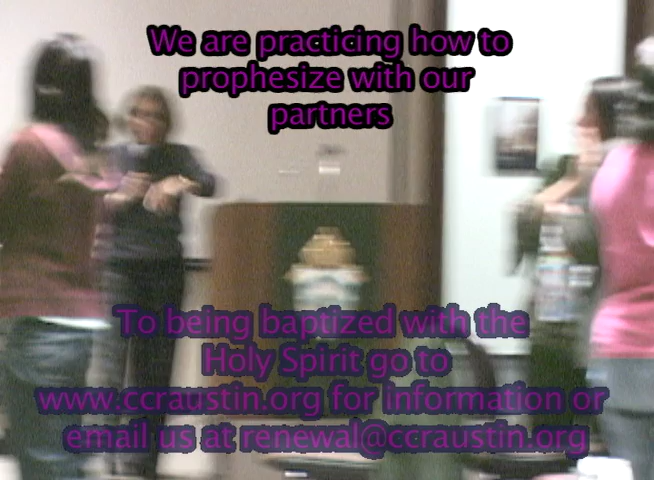 We are practicing how to
prophesize with our
partners
To being baptized with the
Holy Spirit go to
www.ccraustin.org for information or
email us at renewal@ccraustin.org